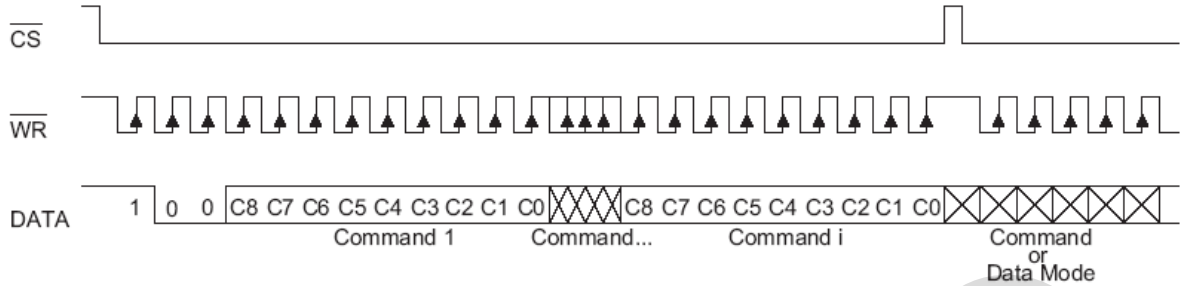 CS
WR
DATA 1 0 0 C8 C7 C6 C5 C4 C3 C2 C1 C0 C8 C7 C6 C5 C4 C3 C2 C1 C0
Command 1 Command... Command i Command
or
Data Mode